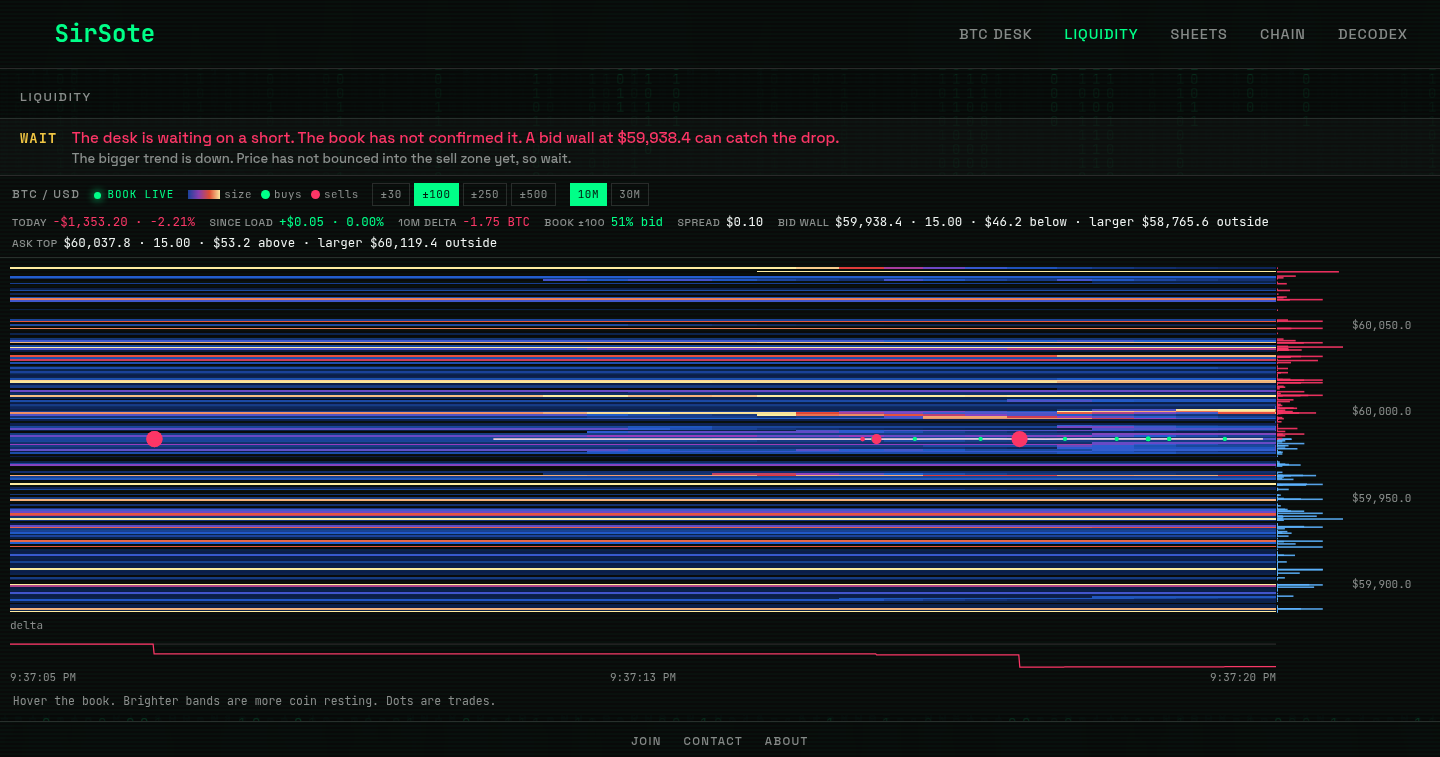 SirSote
BTC DESK LIQUIDITY SHEETS CHAIN DECODEX
LIQUIDITY
WAIT The desk is waiting on a short. The book has not confirmed it. A bid wall at $59,938.4 can catch the drop.
The bigger trend is down. Price has not bounced into the sell zone yet, so wait.
BTC / USD BOOK LIVE size buys sells ±30 ±100 ±250 ±500 10M 30M
TODAY -$1,353.20 · -2.21% SINCE LOAD +$0.05 · 0.00% 10M DELTA -1.75 BTC BOOK ±100 51% bid SPREAD $0.10 BID WALL $59,938.4 · 15.00 · $46.2 below · larger $58,765.6 outside
ASK TOP $60,037.8 · 15.00 · $53.2 above · larger $60,119.4 outside
$60,050.0
$60,000.0
$59,950.0
$59,900.0
delta
9:37:05 PM 9:37:13 PM 9:37:20 PM
Hover the book. Brighter bands are more coin resting. Dots are trades.
JOIN CONTACT ABOUT